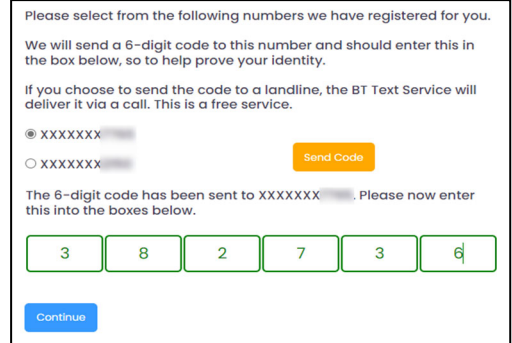 Please select from the following numbers we have registered for you.
We will send a 6-digit code to this number and should enter this in
the box below, so to help prove your identity.
If you choose to send the code to a landline, the BT Text Service will
deliver it via a call. This is a free service.
XXXXXXX
XXXXXXX
Send Code
The 6-digit code has been sent to XXXXXXX . Please now enter
this into the boxes below.
3 8 2 7 3 6
Continue